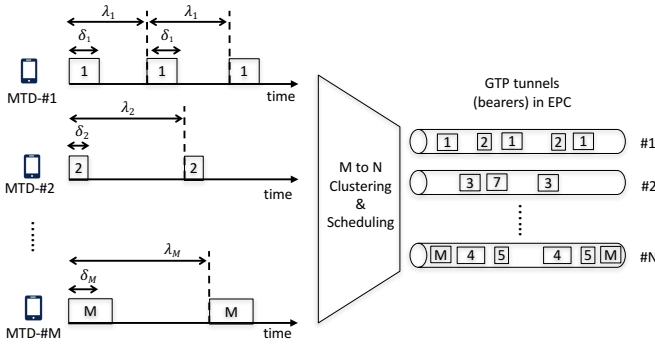 λ₁ λ₁
δ₁ δ₁
1 1 1
MTD-#1
time
λ₂
δ₂
2 2
MTD-#2
time
λ_M
δ_M
M M
MTD-#M
time
M to N
Clustering
&
Scheduling
GTP tunnels
(bearers) in EPC
1 2 1 2 1 #1
3 7 3 #2
M 4 5 4 5 M #N